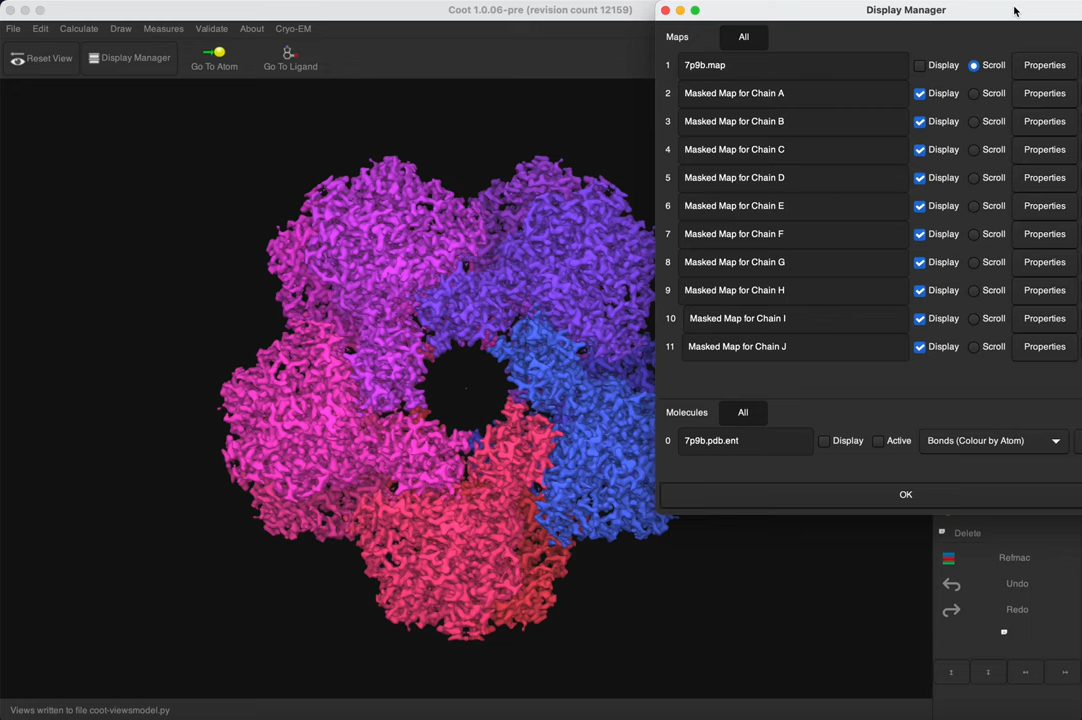 Coot 1.0.06-pre (revision count 12159)
File Edit Calculate Draw Measures Validate About Cryo-EM
Reset View Display Manager Go To Atom Go To Ligand
Display Manager
Maps All
1 7p9b.map Display Scroll Properties
2 Masked Map for Chain A Display Scroll Properties
3 Masked Map for Chain B Display Scroll Properties
4 Masked Map for Chain C Display Scroll Properties
5 Masked Map for Chain D Display Scroll Properties
6 Masked Map for Chain E Display Scroll Properties
7 Masked Map for Chain F Display Scroll Properties
8 Masked Map for Chain G Display Scroll Properties
9 Masked Map for Chain H Display Scroll Properties
10 Masked Map for Chain I Display Scroll Properties
11 Masked Map for Chain J Display Scroll Properties
Molecules All
0 7p9b.pdb.ent Display Active Bonds (Colour by Atom)
OK
Delete
Refmac
Undo
Redo
Views written to file coot-viewsmodel.py